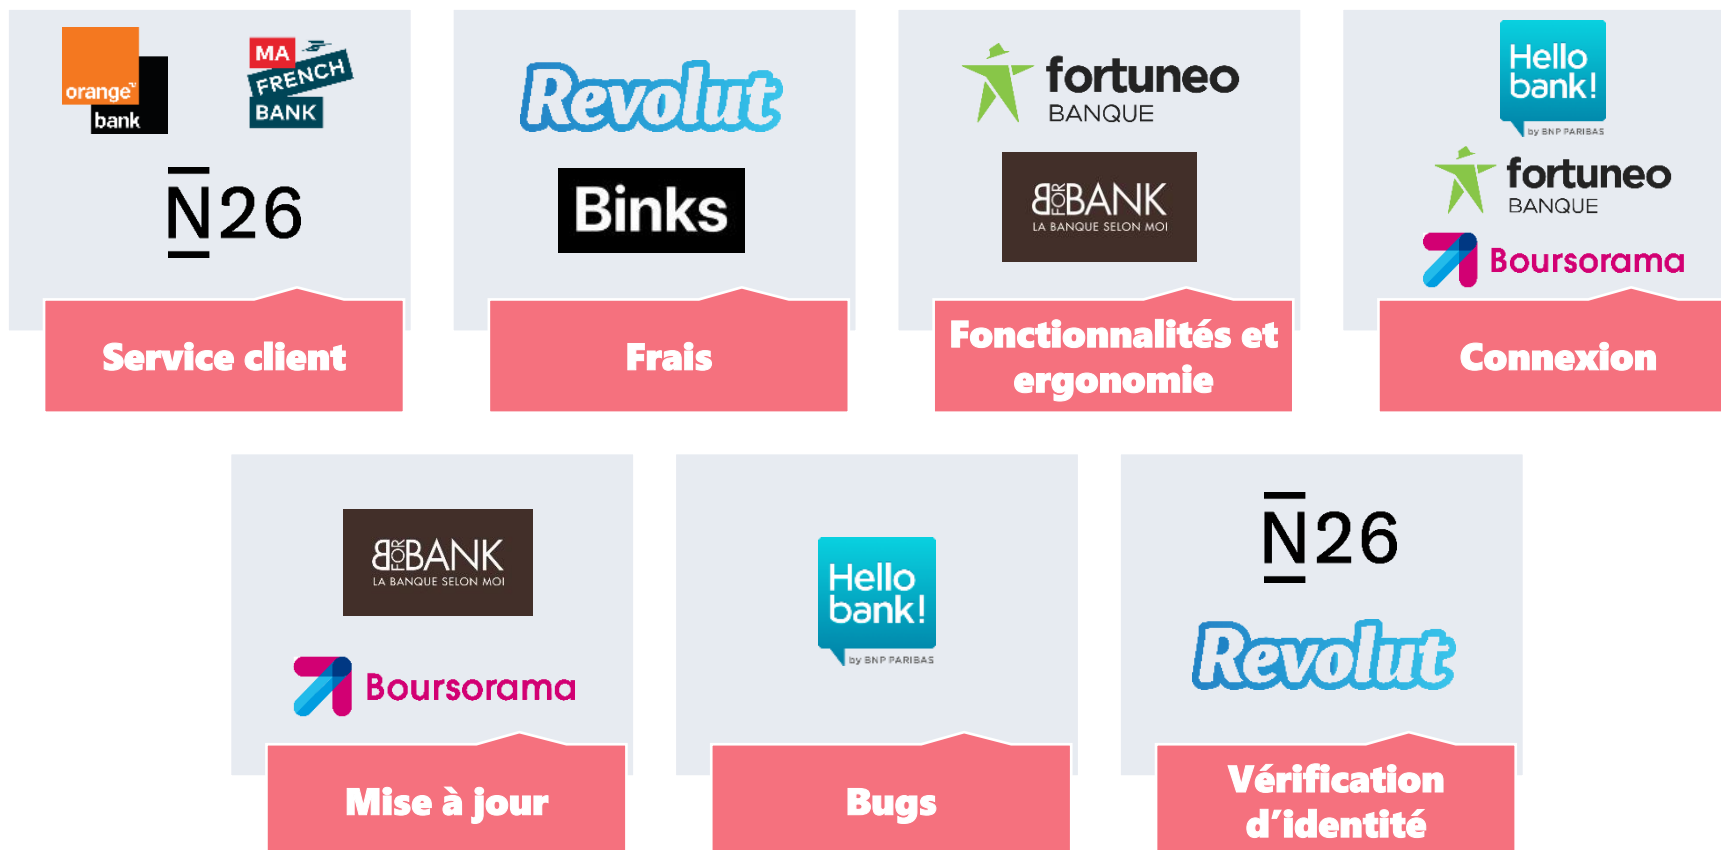 orange™
bank
MA
FRENCH
BANK
N26
Service client
Revolut
Binks
Frais
fortuneo
BANQUE
BFORBANK
LA BANQUE SELON MOI
Fonctionnalités et
ergonomie
Hello
bank!
by BNP PARIBAS
fortuneo
BANQUE
Boursorama
Connexion
BFORBANK
LA BANQUE SELON MOI
Boursorama
Mise à jour
Hello
bank!
by BNP PARIBAS
Bugs
N26
Revolut
Vérification
d’identité